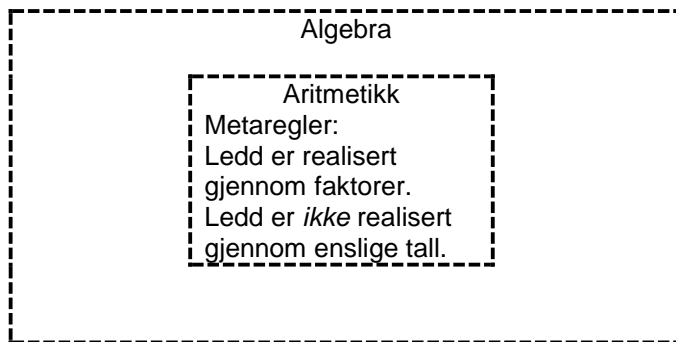 Algebra
Aritmetikk
Metaregler:
Ledd er realisert
gjennom faktorer.
Ledd er ikke realisert
gjennom enslige tall.